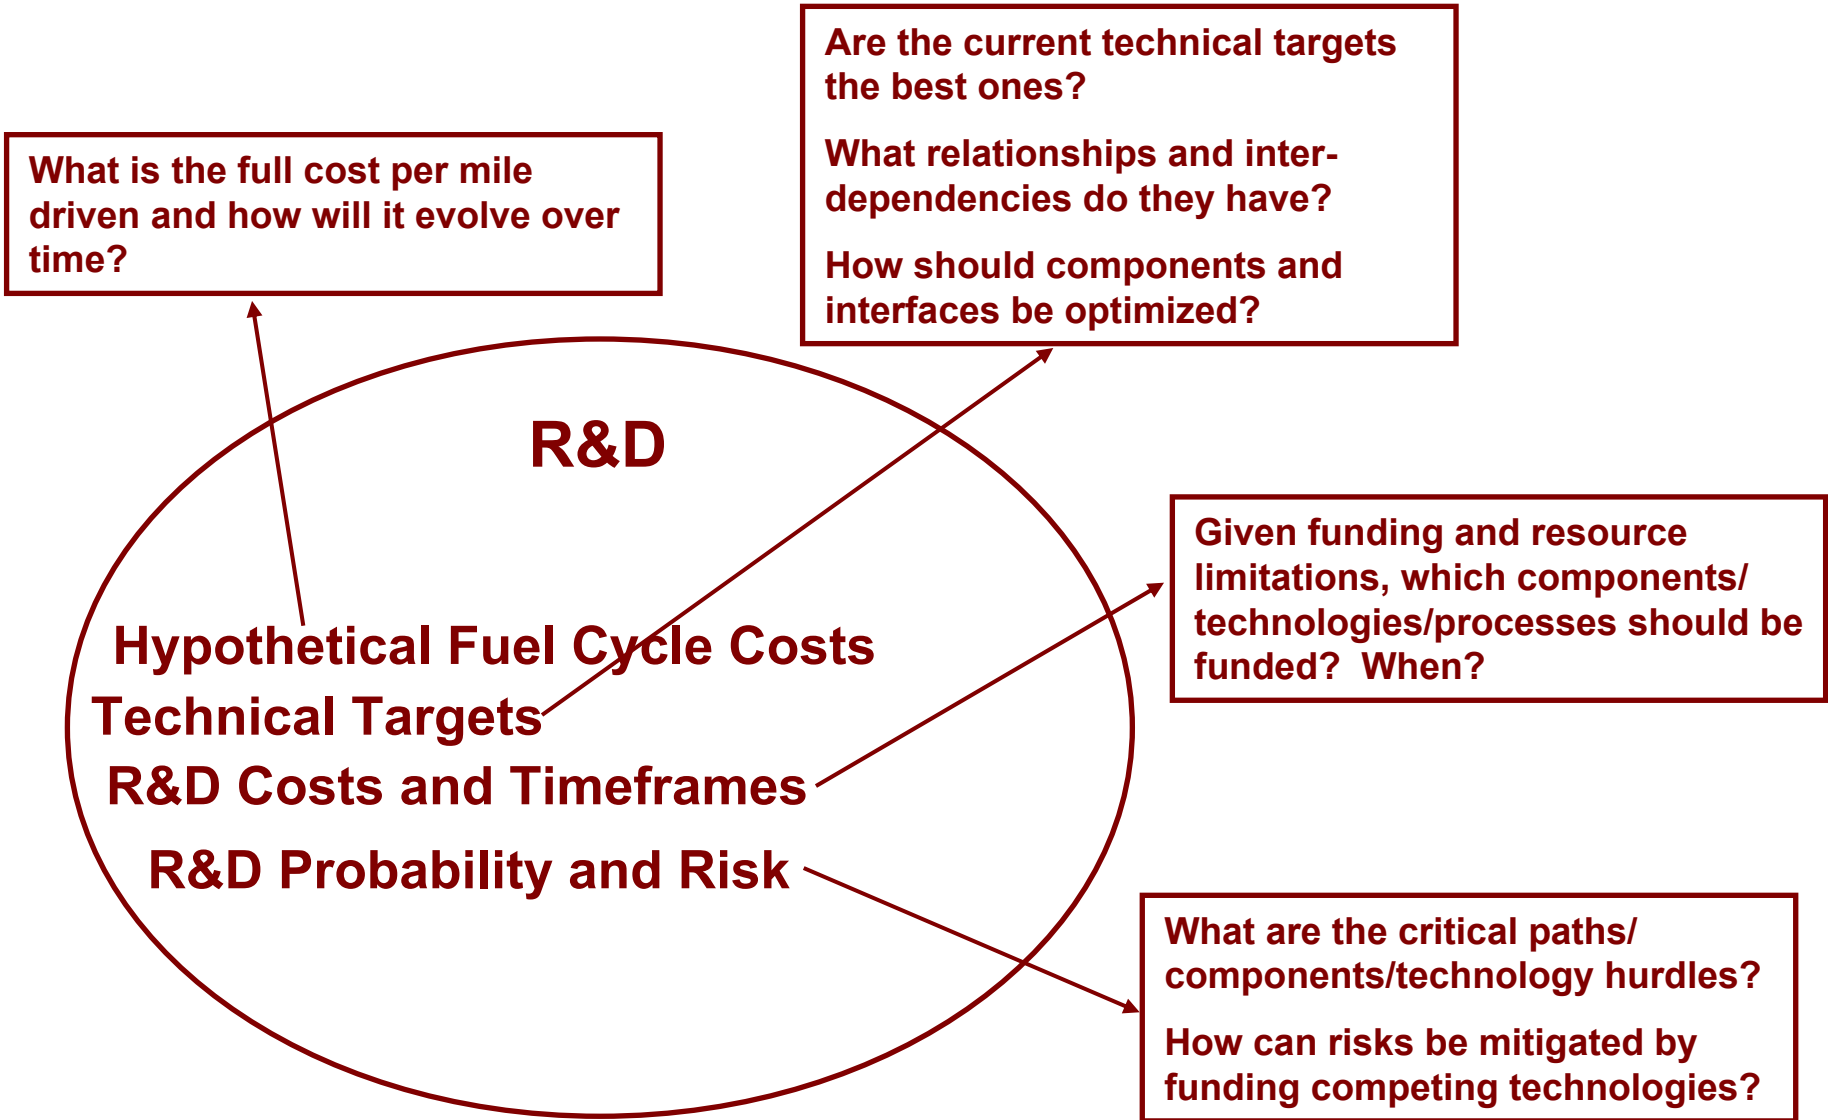 Are the current technical targets
the best ones?
What relationships and inter-
dependencies do they have?
How should components and
interfaces be optimized?
What is the full cost per mile
driven and how will it evolve over
time?
R&D
Given funding and resource
limitations, which components/
technologies/processes should be
funded?  When?
Hypothetical Fuel Cycle Costs
Technical Targets
R&D Costs and Timeframes
R&D Probability and Risk
What are the critical paths/
components/technology hurdles?
How can risks be mitigated by
funding competing technologies?